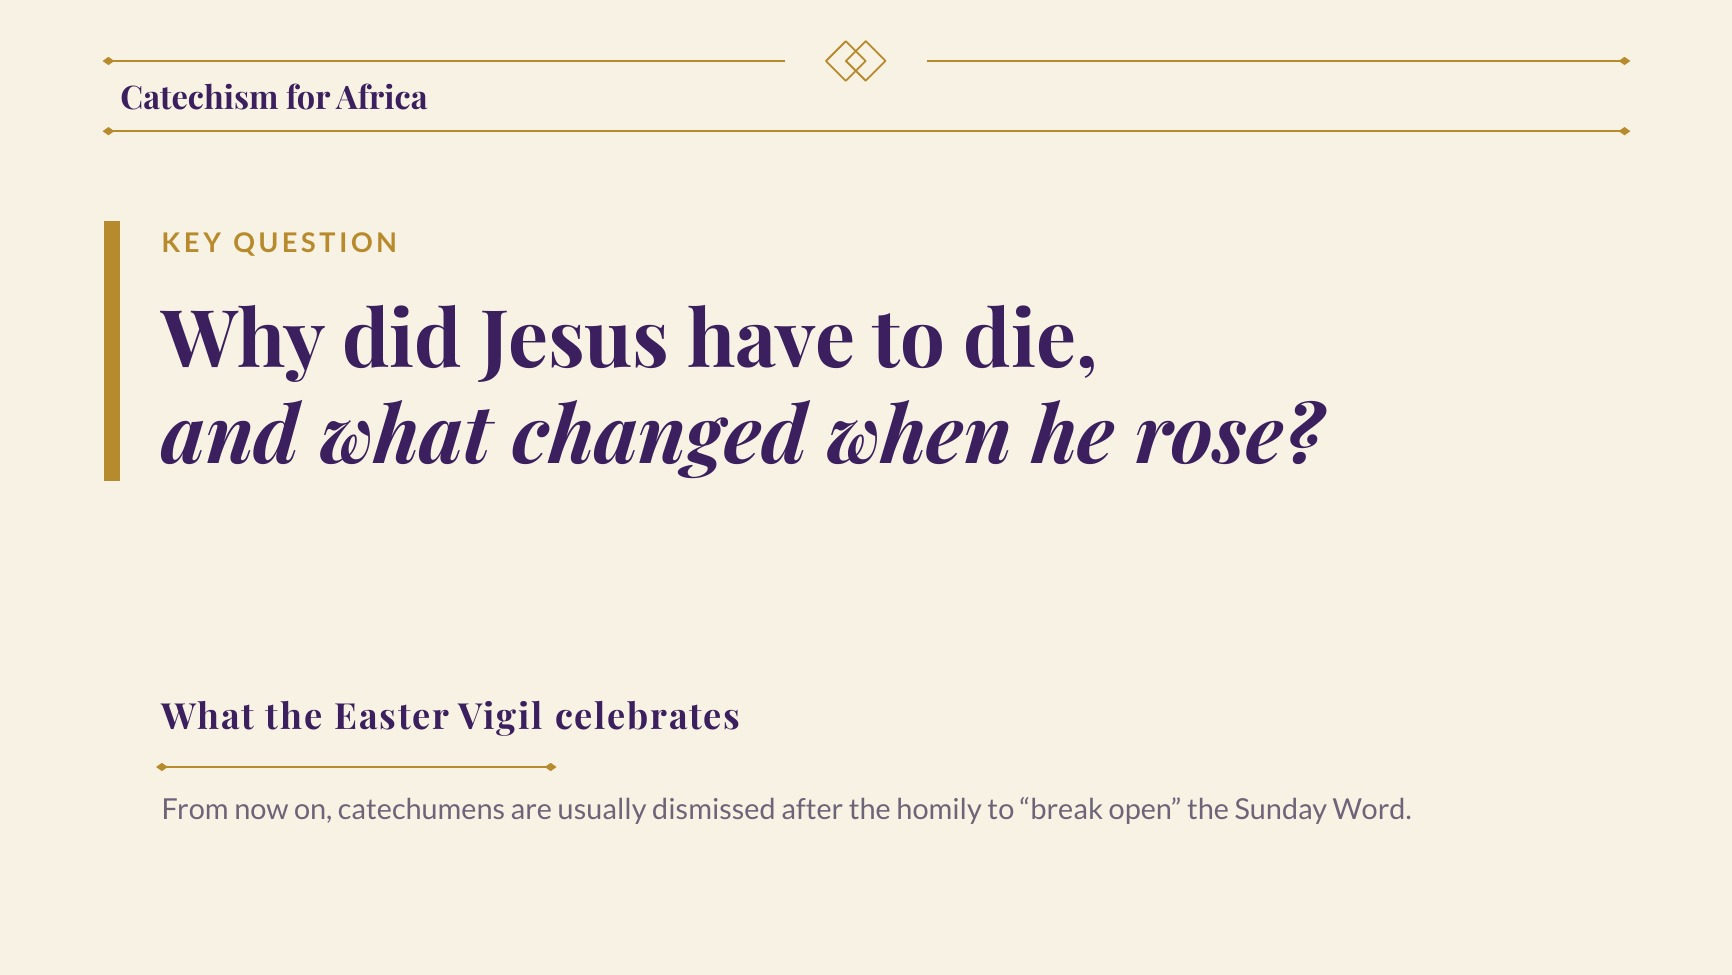 Catechism for Africa
KEY QUESTION
Why did Jesus have to die,
and what changed when he rose?
What the Easter Vigil celebrates
From now on, catechumens are usually dismissed after the homily to “break open” the Sunday Word.